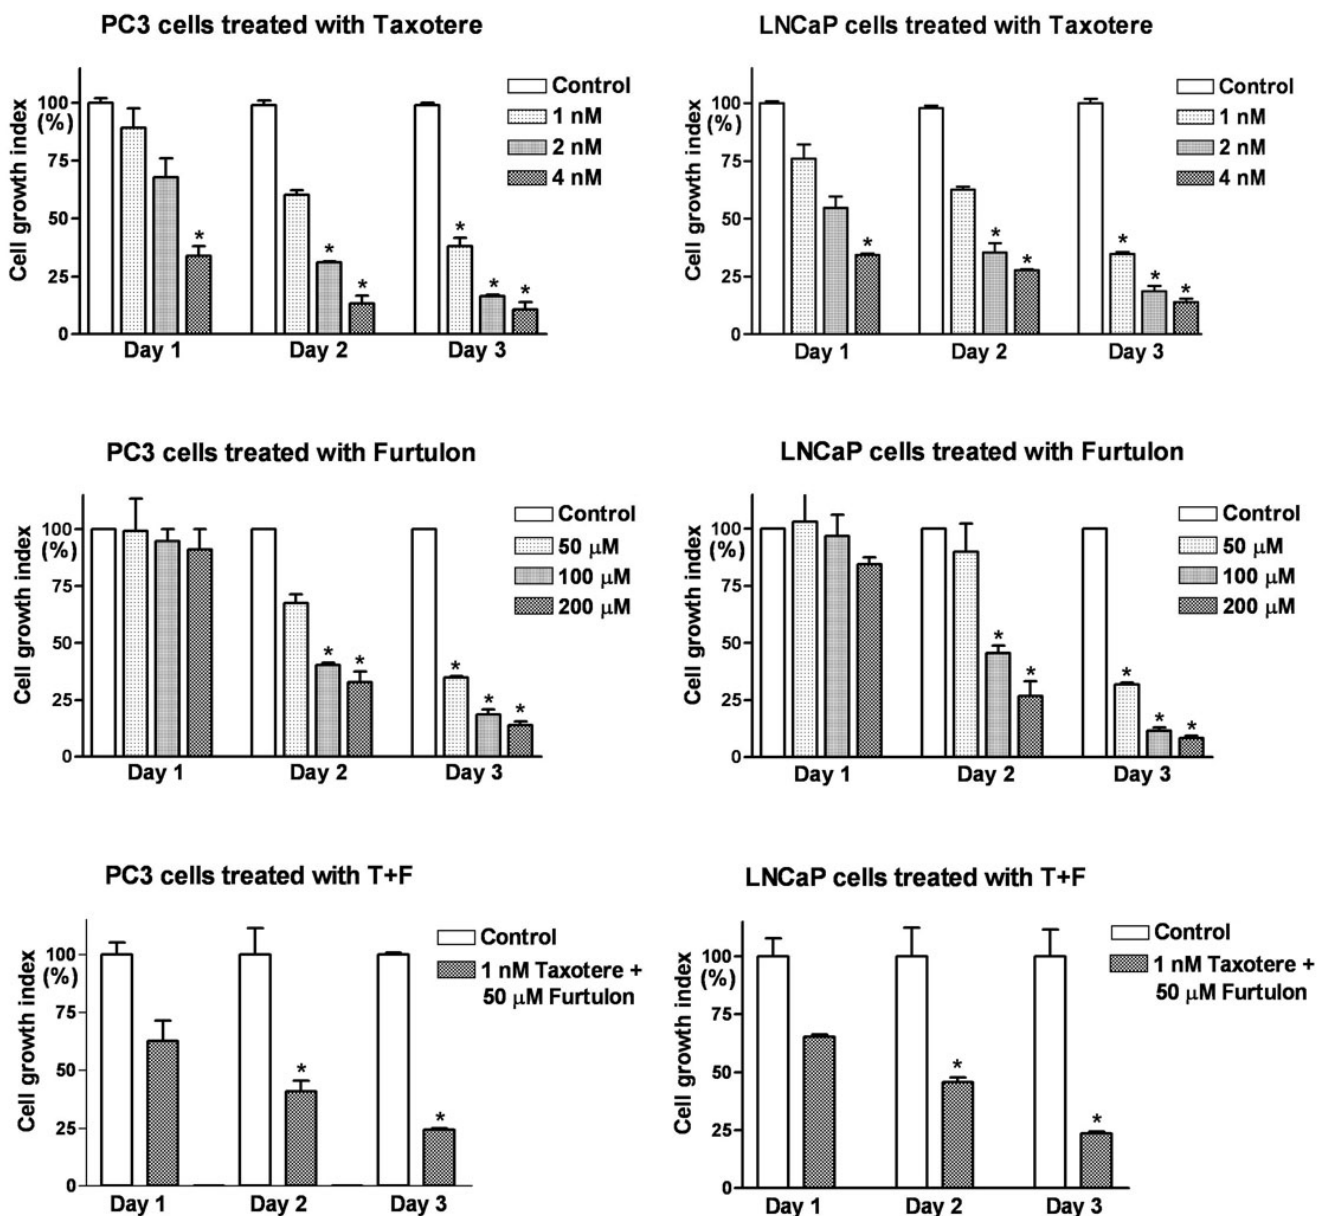 PC3 cells treated with Taxotere
Cell growth index
(%)
100
75
50
25
0
Control
1 nM
2 nM
4 nM
*
*
*
*
*
*
Day 1
Day 2
Day 3
LNCaP cells treated with Taxotere
Cell growth index
(%)
100
75
50
25
0
Control
1 nM
2 nM
4 nM
*
*
*
*
*
*
Day 1
Day 2
Day 3
PC3 cells treated with Furtulon
Cell growth index
(%)
100
75
50
25
0
Control
50 μM
100 μM
200 μM
*
*
*
*
*
Day 1
Day 2
Day 3
LNCaP cells treated with Furtulon
Cell growth index
(%)
100
75
50
25
0
Control
50 μM
100 μM
200 μM
*
*
*
*
*
Day 1
Day 2
Day 3
PC3 cells treated with T+F
Cell growth index
(%)
100
75
50
25
0
Control
1 nM Taxotere +
50 μM Furtulon
*
*
Day 1
Day 2
Day 3
LNCaP cells treated with T+F
Cell growth index
(%)
100
75
50
25
0
Control
1 nM Taxotere +
50 μM Furtulon
*
*
Day 1
Day 2
Day 3